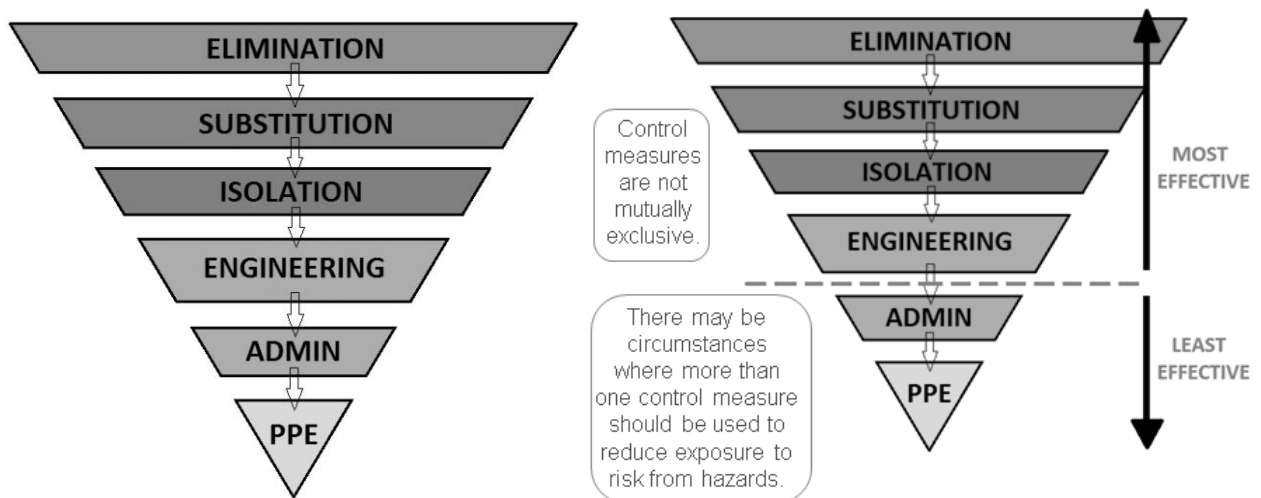 ELIMINATION
SUBSTITUTION
ISOLATION
ENGINEERING
ADMIN
PPE
ELIMINATION
SUBSTITUTION
ISOLATION
ENGINEERING
ADMIN
PPE
Control
measures
are not
mutually
exclusive.
There may be
circumstances
where more than
one control measure
should be used to
reduce exposure to
risk from hazards.
MOST
EFFECTIVE
LEAST
EFFECTIVE